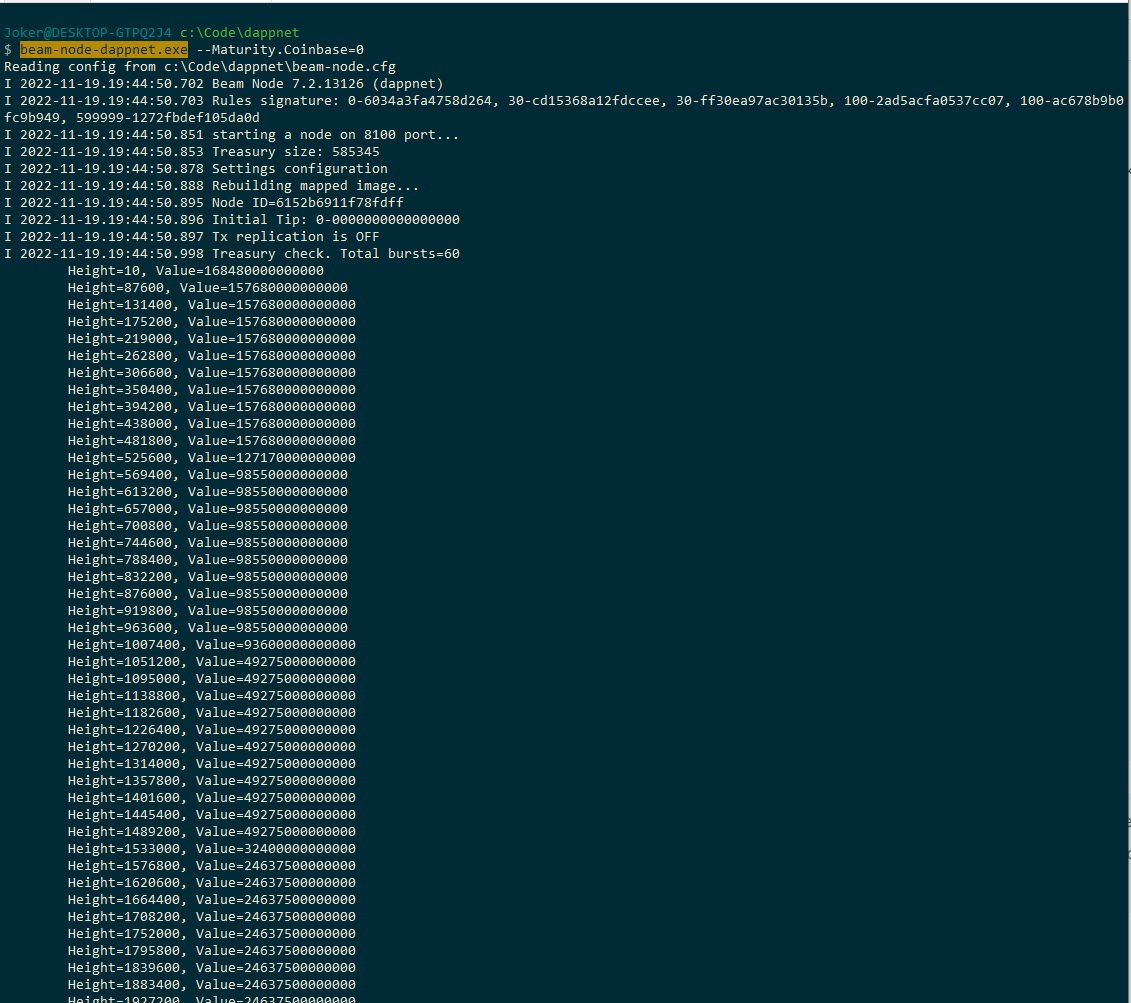 Joker@DESKTOP-GTPQ2J4 c:\Code\dappnet
$ beam-node-dappnet.exe --Maturity.Coinbase=0
Reading config from c:\Code\dappnet\beam-node.cfg
I 2022-11-19.19:44:50.702 Beam Node 7.2.13126 (dappnet)
I 2022-11-19.19:44:50.703 Rules signature: 0-6034a3fa4758d264, 30-cd15368a12fdccee, 30-ff30ea97ac30135b, 100-2ad5acfa0537cc07, 100-ac678b9b0
fc9b949, 599999-1272fbdef105da0d
I 2022-11-19.19:44:50.851 starting a node on 8100 port...
I 2022-11-19.19:44:50.853 Treasury size: 585345
I 2022-11-19.19:44:50.878 Settings configuration
I 2022-11-19.19:44:50.888 Rebuilding mapped image...
I 2022-11-19.19:44:50.895 Node ID=6152b6911f78fdff
I 2022-11-19.19:44:50.896 Initial Tip: 0-0000000000000000
I 2022-11-19.19:44:50.897 Tx replication is OFF
I 2022-11-19.19:44:50.998 Treasury check. Total bursts=60
Height=10, Value=168480000000000
Height=87600, Value=157680000000000
Height=131400, Value=157680000000000
Height=175200, Value=157680000000000
Height=219000, Value=157680000000000
Height=262800, Value=157680000000000
Height=306600, Value=157680000000000
Height=350400, Value=157680000000000
Height=394200, Value=157680000000000
Height=438000, Value=157680000000000
Height=481800, Value=157680000000000
Height=525600, Value=127170000000000
Height=569400, Value=98550000000000
Height=613200, Value=98550000000000
Height=657000, Value=98550000000000
Height=700800, Value=98550000000000
Height=744600, Value=98550000000000
Height=788400, Value=98550000000000
Height=832200, Value=98550000000000
Height=876000, Value=98550000000000
Height=919800, Value=98550000000000
Height=963600, Value=98550000000000
Height=1007400, Value=93600000000000
Height=1051200, Value=49275000000000
Height=1095000, Value=49275000000000
Height=1138800, Value=49275000000000
Height=1182600, Value=49275000000000
Height=1226400, Value=49275000000000
Height=1270200, Value=49275000000000
Height=1314000, Value=49275000000000
Height=1357800, Value=49275000000000
Height=1401600, Value=49275000000000
Height=1445400, Value=49275000000000
Height=1489200, Value=49275000000000
Height=1533000, Value=32400000000000
Height=1576800, Value=24637500000000
Height=1620600, Value=24637500000000
Height=1664400, Value=24637500000000
Height=1708200, Value=24637500000000
Height=1752000, Value=24637500000000
Height=1795800, Value=24637500000000
Height=1839600, Value=24637500000000
Height=1883400, Value=24637500000000
Height=1927200, Value=24637500000000